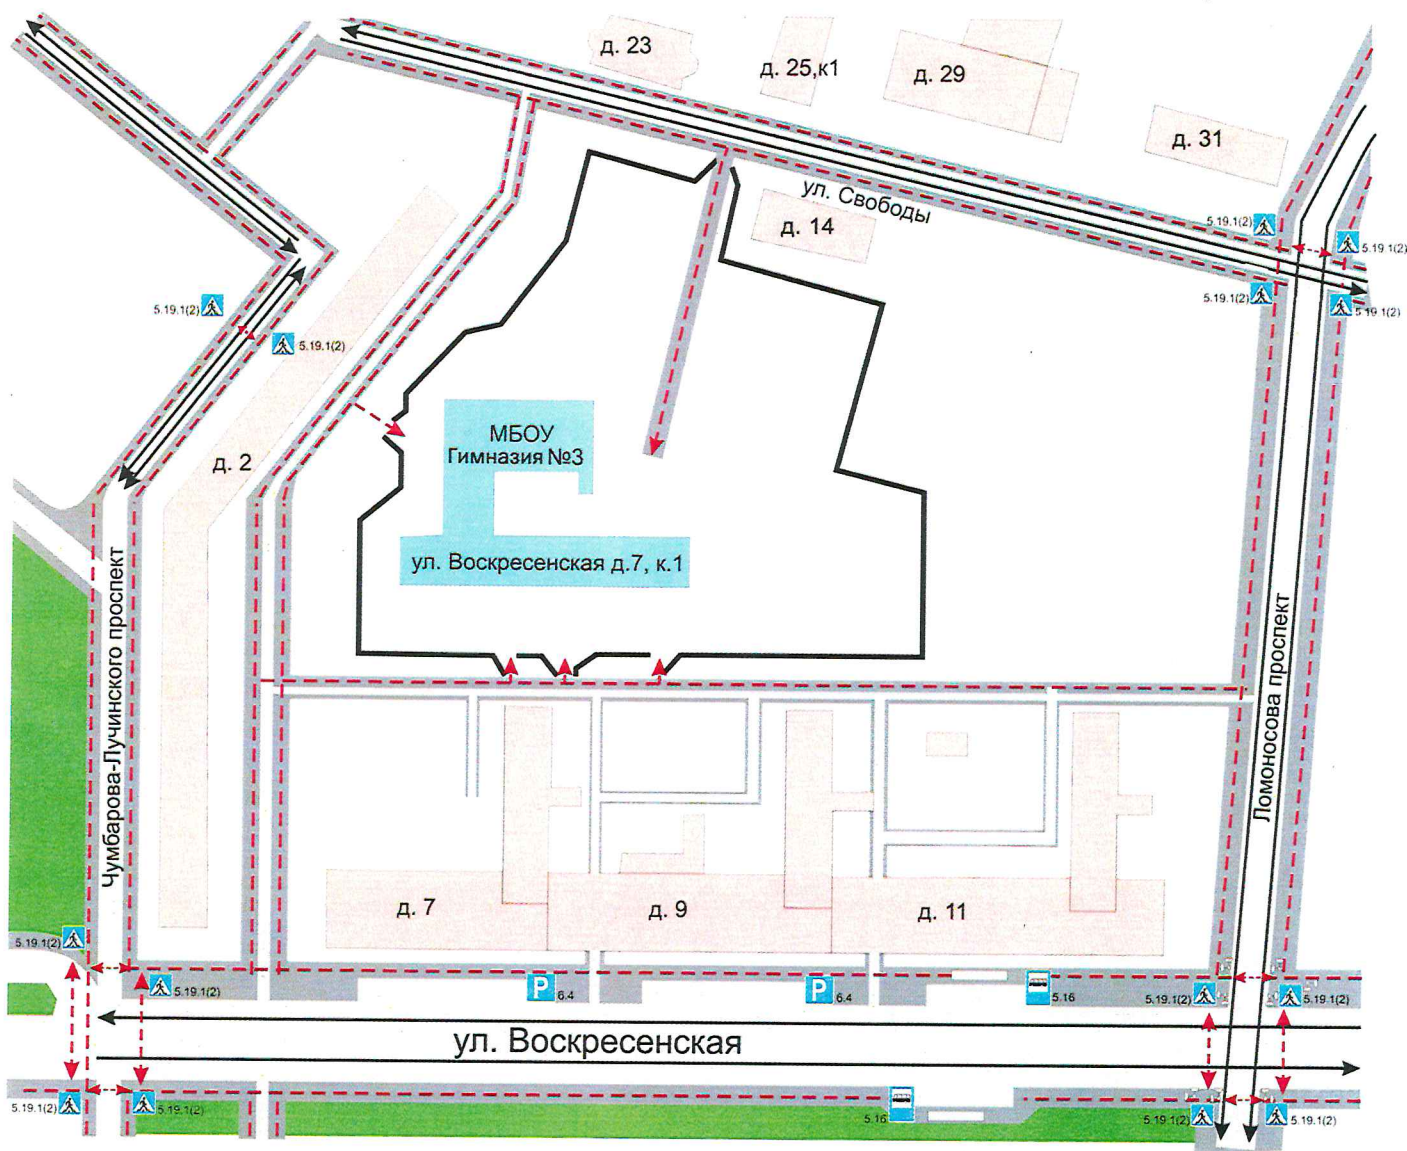 д. 23
д. 25,к1
д. 29
д. 31
ул. Свободы
д. 14
5.19.1(2)
5.19 1(2)
5.19.1(2)
5.19 1(2)
5.19.1(2)
5.19.1(2)
МБОУ
Гимназия №3
д. 2
ул. Воскресенская д.7, к.1
Чумбарова-Лучинского проспект
Ломоносова проспект
д. 7
д. 9
д. 11
5.19.1(2)
5.19.1(2)
P
6.4
P
6.4
5.16
5.19.1(2)
5.19.1(2)
ул. Воскресенская
5.19.1(2)
5.19.1(2)
5.16
5.19.1(2)
5.19.1(2)